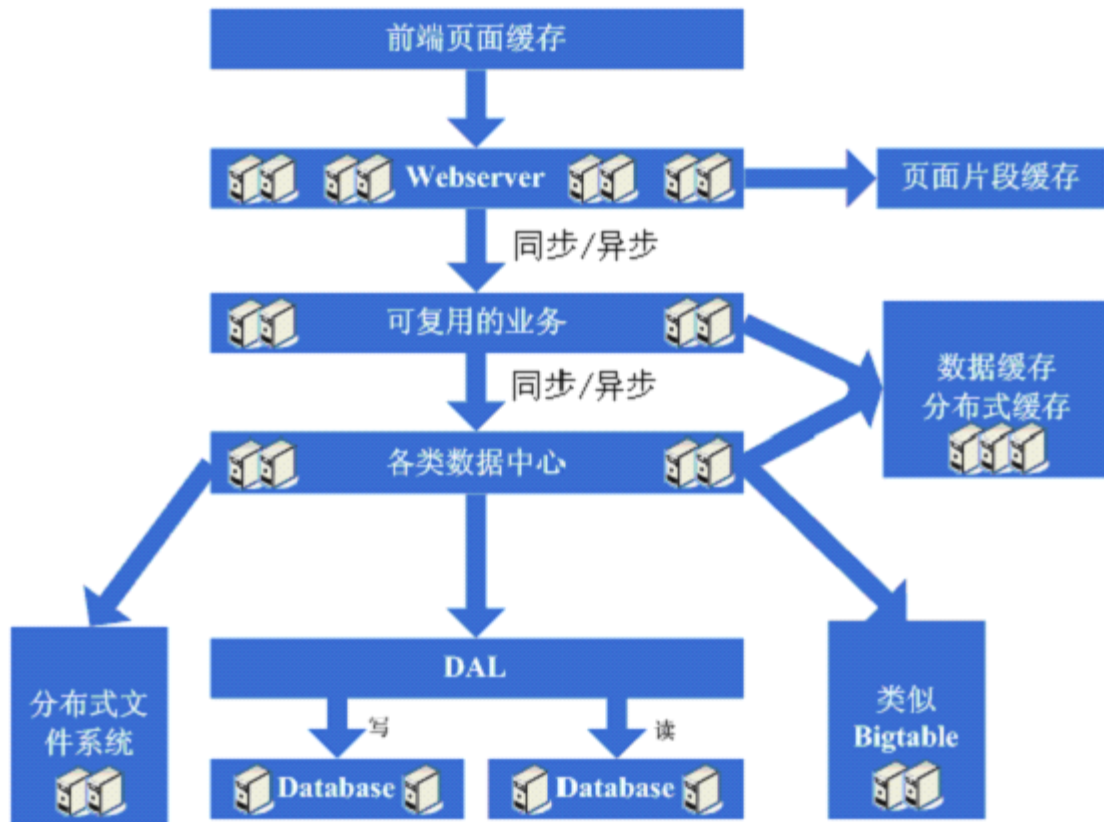 前端页面缓存
Webserver
页面片段缓存
同步/异步
可复用的业务
同步/异步
数据缓存
分布式缓存
各类数据中心
DAL
分布式文
件系统
写
读
类似
Bigtable
Database
Database